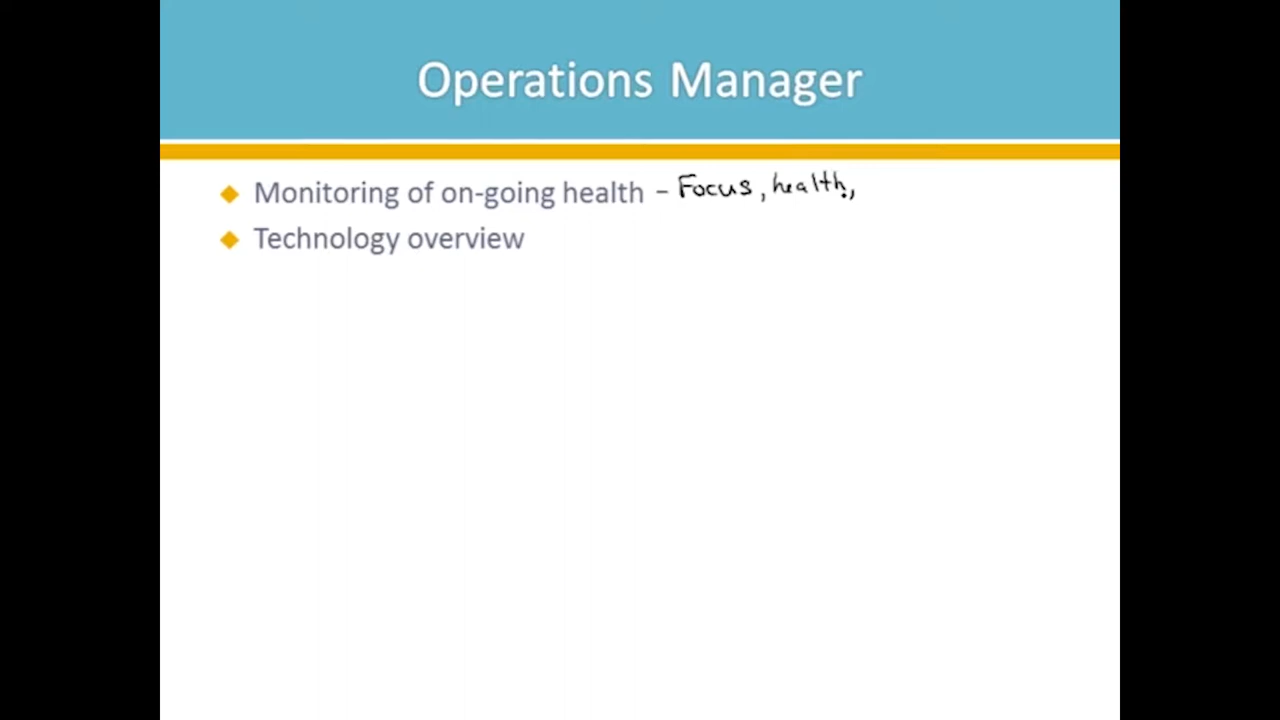 Operations Manager
Monitoring of on-going health – Focus, health,
Technology overview